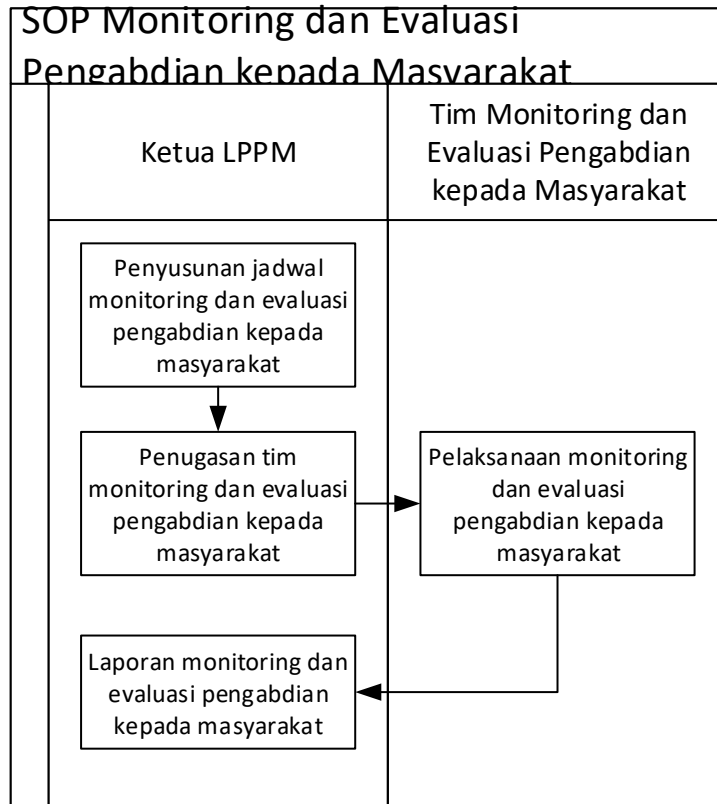 SOP Monitoring dan Evaluasi
Pengabdian kepada Masyarakat
Ketua LPPM
Tim Monitoring dan
Evaluasi Pengabdian
kepada Masyarakat
Penyusunan jadwal
monitoring dan evaluasi
pengabdian kepada
masyarakat
Penugasan tim
monitoring dan evaluasi
pengabdian kepada
masyarakat
Pelaksanaan monitoring
dan evaluasi
pengabdian kepada
masyarakat
Laporan monitoring dan
evaluasi pengabdian
kepada masyarakat